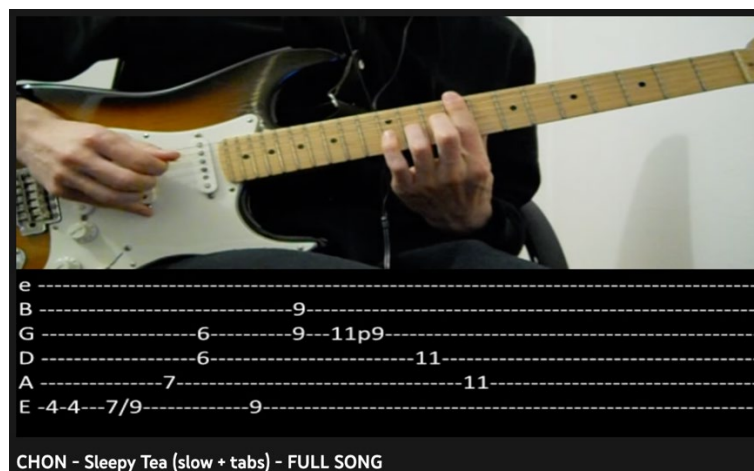 e ---------------------------------------------------------------------------
B ---------------------------9-----------------------------------------------
G -----------------6---------9---11p9----------------------------------------
D -----------------6----------------------11---------------------------------
A -------------7-------------------------------11----------------------------
E -4-4---7/9-----------9-----------------------------------------------------
CHON - Sleepy Tea (slow + tabs) - FULL SONG